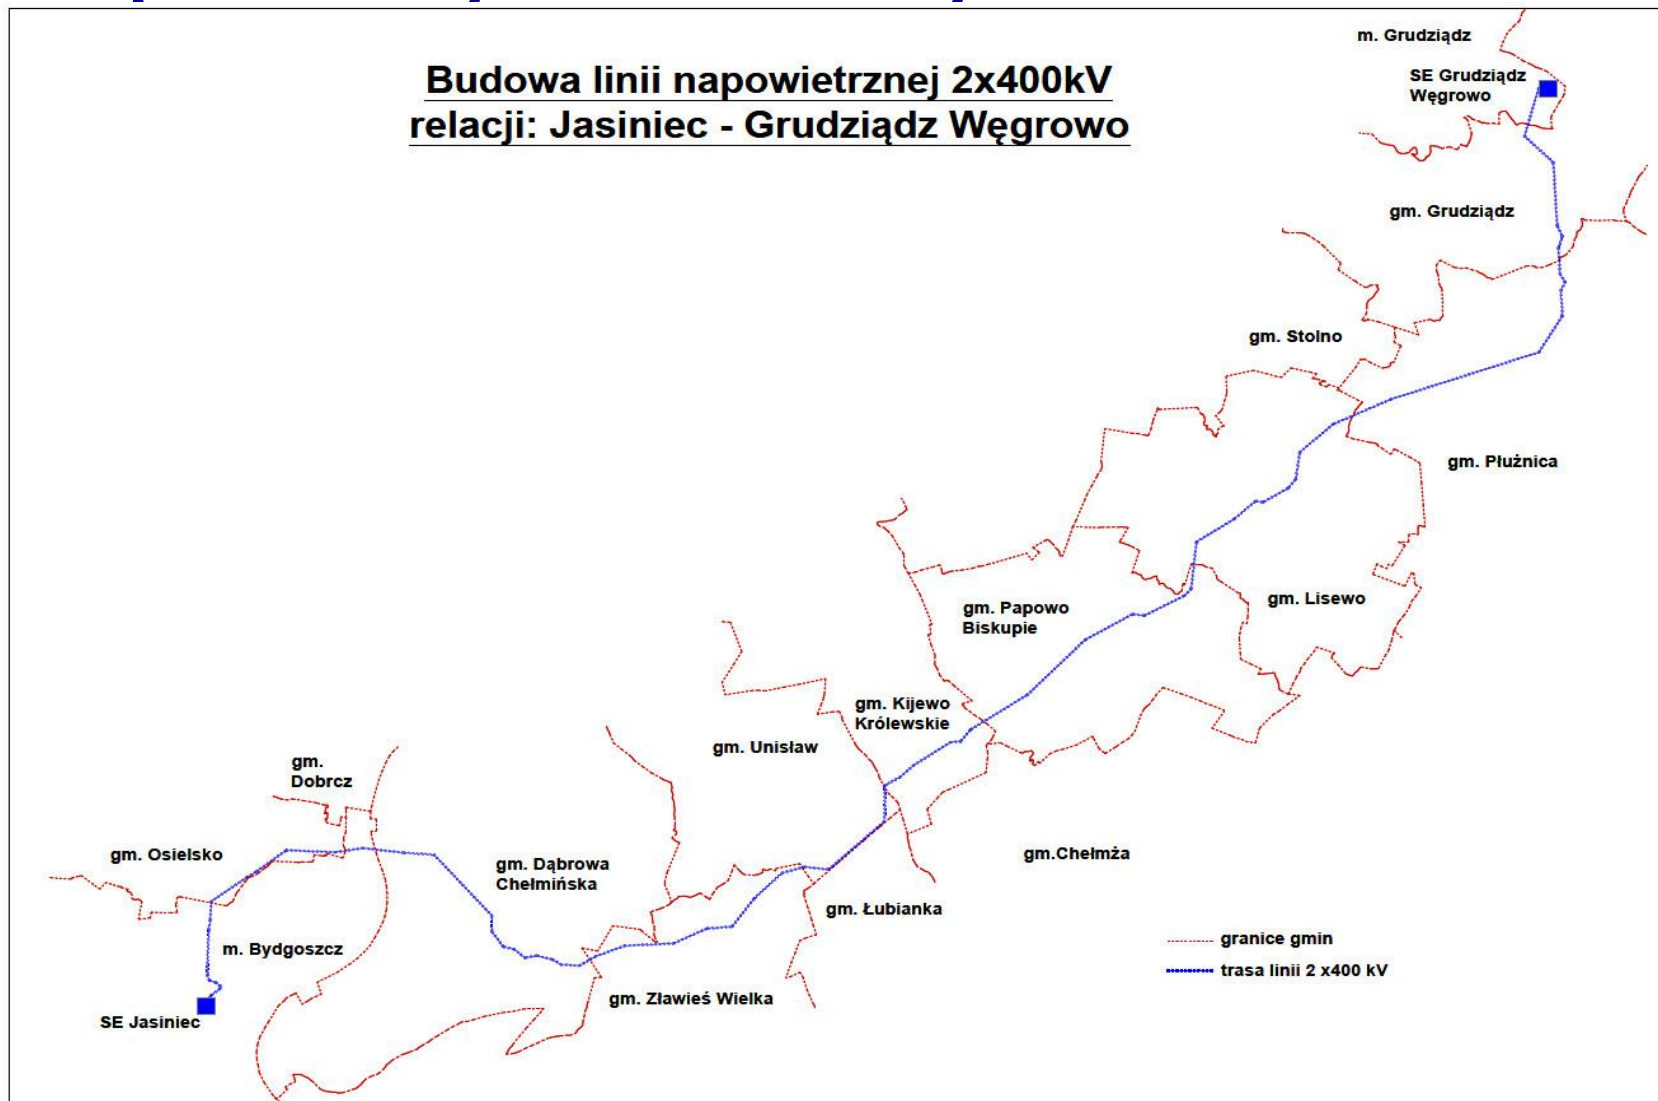 Budowa linii napowietrznej 2x400kV
relacji: Jasiniec - Grudziądz Węgrowo
m. Grudziądz
SE Grudziądz
Węgrowo
gm. Grudziądz
gm. Stolno
gm. Płużnica
gm. Lisewo
gm. Papowo
Biskupie
gm. Kijewo
Królewskie
gm. Unisław
gm.
Dobrcz
gm. Osielsko
gm. Dąbrowa
Chełmińska
gm.Chełmża
gm. Łubianka
m. Bydgoszcz
gm. Zławieś Wielka
SE Jasiniec
granice gmin
trasa linii 2 x400 kV